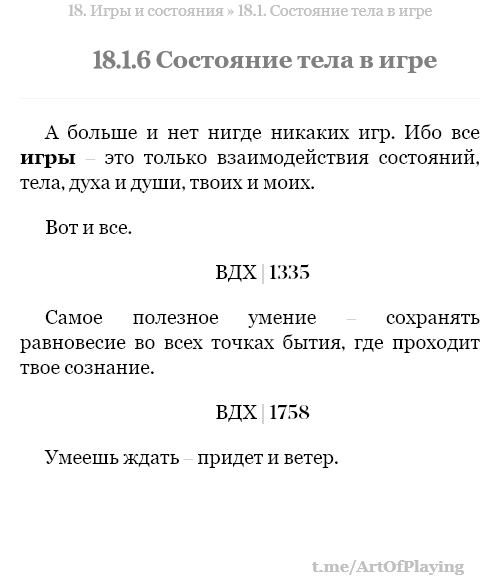 18. Игры и состояния » 18.1. Состояние тела в игре
18.1.6 Состояние тела в игре
А больше и нет нигде никаких игр. Ибо все
игры – это только взаимодействия состояний,
тела, духа и души, твоих и моих.
Вот и все.
ВДХ | 1335
Самое полезное умение – сохранять
равновесие во всех точках бытия, где проходит
твое сознание.
ВДХ | 1758
Умеешь ждать – придет и ветер.
t.me/ArtOfPlaying